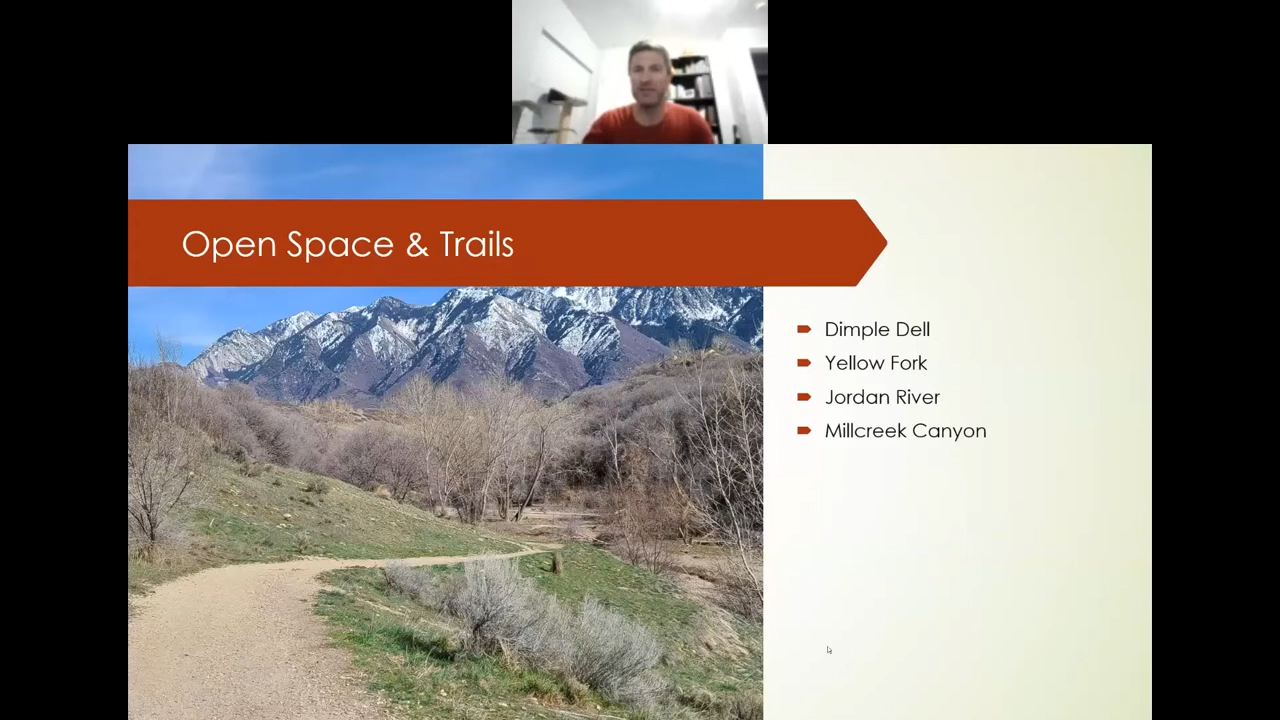 Open Space & Trails
Dimple Dell
Yellow Fork
Jordan River
Millcreek Canyon